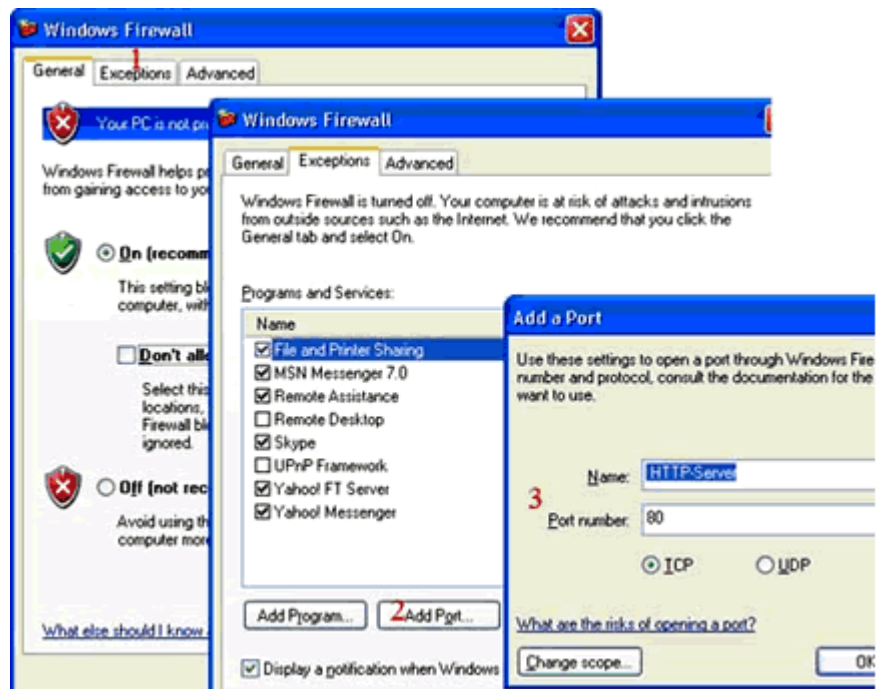 Windows Firewall
1
General Exceptions Advanced
Your PC is not
Windows Firewall helps
from gaining access to
On (recomm
This setting
computer, with
Don't
Select this
locations,
Firewall
ignored.
Off (not rec
Avoid using
computer more
What else should I know
Windows Firewall
General Exceptions Advanced
Windows Firewall is turned off. Your computer is at risk of attacks and intrusions
from outside sources such as the Internet. We recommend that you click the
General tab and select On.
Programs and Services:
Name
File and Printer Sharing
MSN Messenger 7.0
Remote Assistance
Remote Desktop
Skype
UPnP Framework
Yahoo! FT Server
Yahoo! Messenger
Add Program... 2 Add Port...
Display a notification when Windows
Add a Port
Use these settings to open a port through Windows Fire
number and protocol, consult the documentation for the
want to use.
Name: HTTP-Server
3
Port number: 80
TCP UDP
What are the risks of opening a port?
Change scope... OK